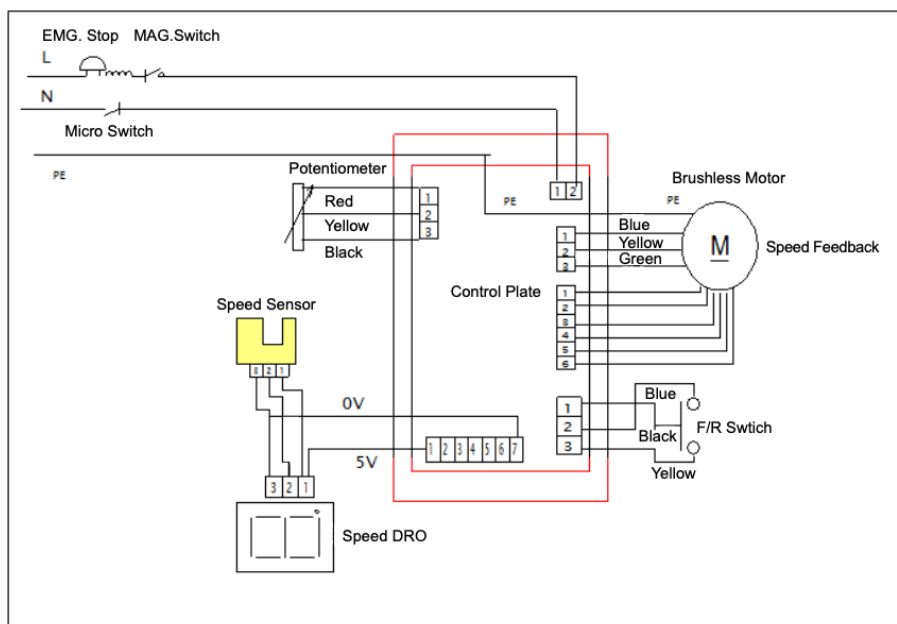 EMG. Stop MAG.Switch
L
N
Micro Switch
PE
Potentiometer
1 2
Brushless Motor
PE
PE
Red
1
2
3
Yellow
Black
Blue
1
Yellow
2
Green
3
M
Speed Feedback
Control Plate
1
2
8
4
5
6
Speed Sensor
8 2 1
0V
5V
1 2 3 4 5 6 7
1
2
3
Blue
Black
Yellow
F/R Swtich
3 2 1
Speed DRO